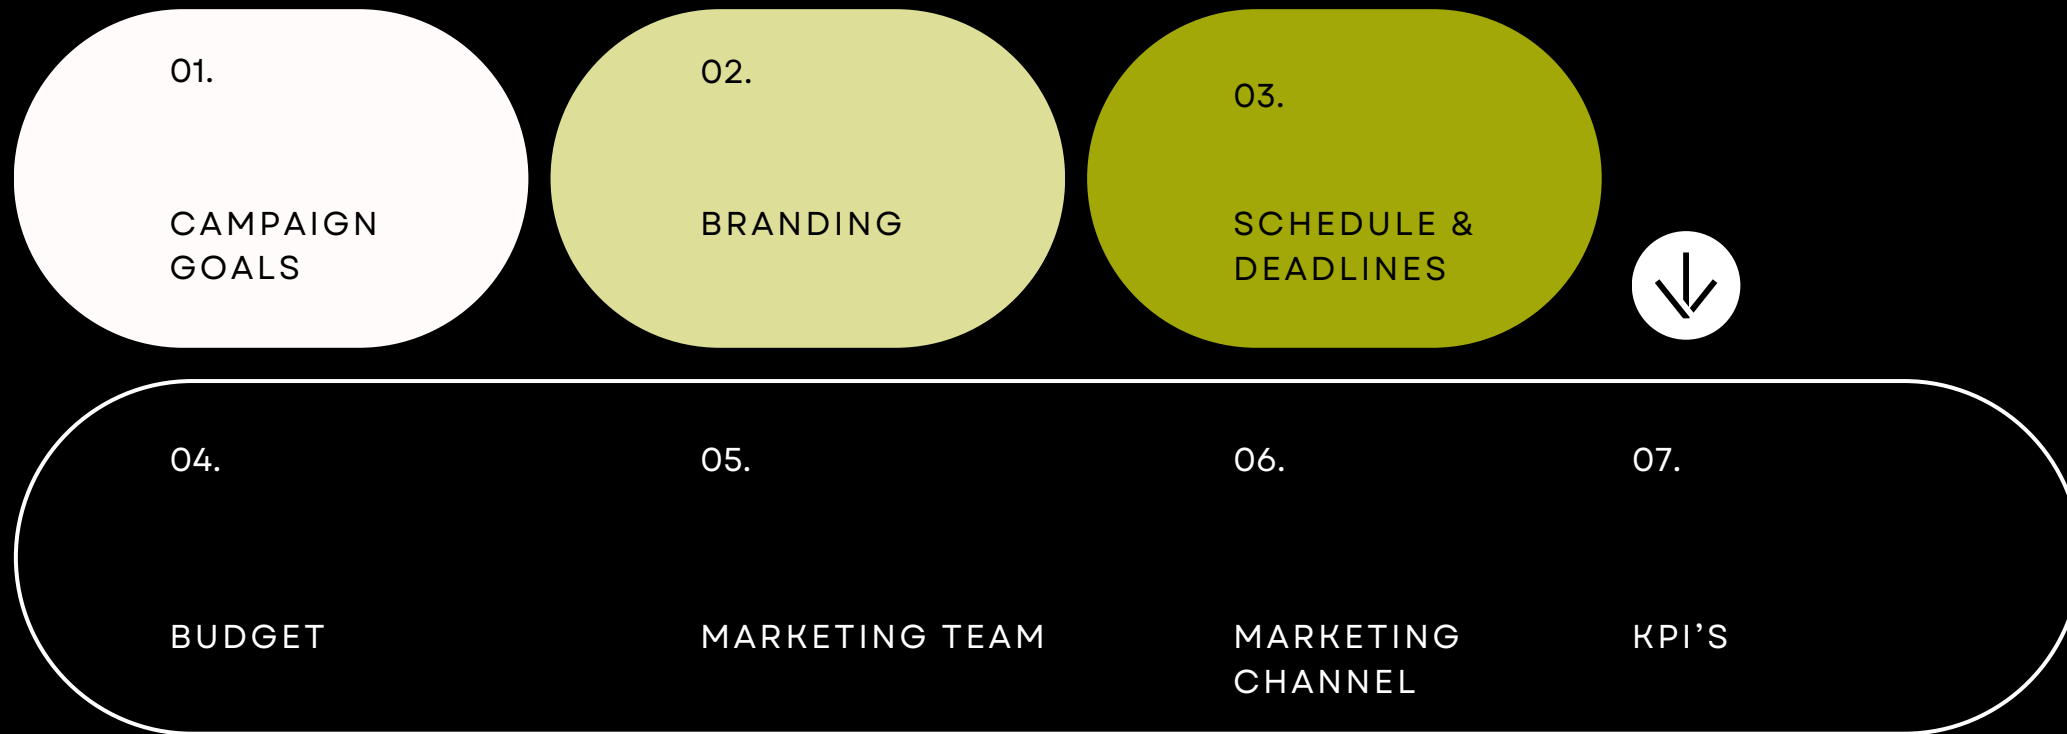 01.
CAMPAIGN
GOALS
02.
BRANDING
03.
SCHEDULE &
DEADLINES
04.
BUDGET
05.
MARKETING TEAM
06.
MARKETING
CHANNEL
07.
KPI’S